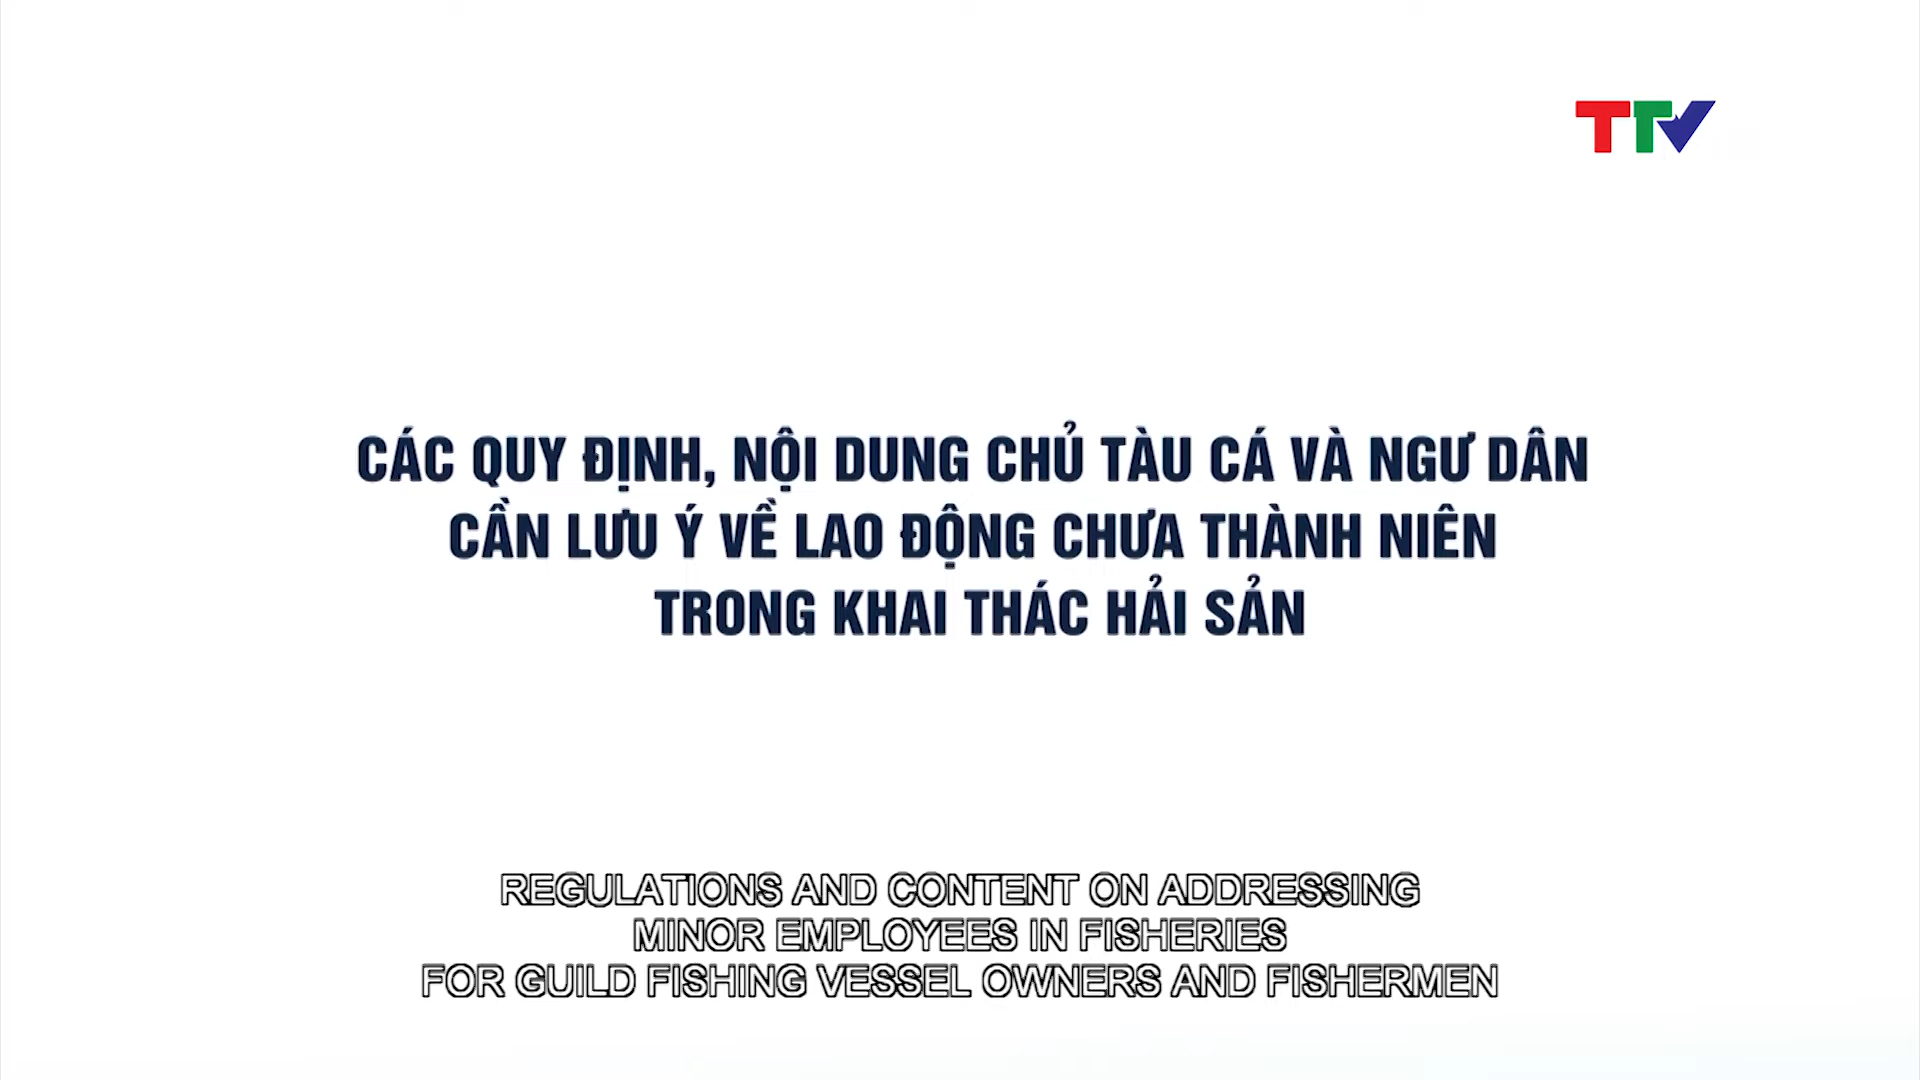 TTV
CÁC QUY ĐỊNH, NỘI DUNG CHỦ TÀU CÁ VÀ NGƯ DÂN
CẦN LƯU Ý VỀ LAO ĐỘNG CHƯA THÀNH NIÊN
TRONG KHAI THÁC HẢI SẢN
REGULATIONS AND CONTENT ON ADDRESSING
MINOR EMPLOYEES IN FISHERIES
FOR GUILD FISHING VESSEL OWNERS AND FISHERMEN